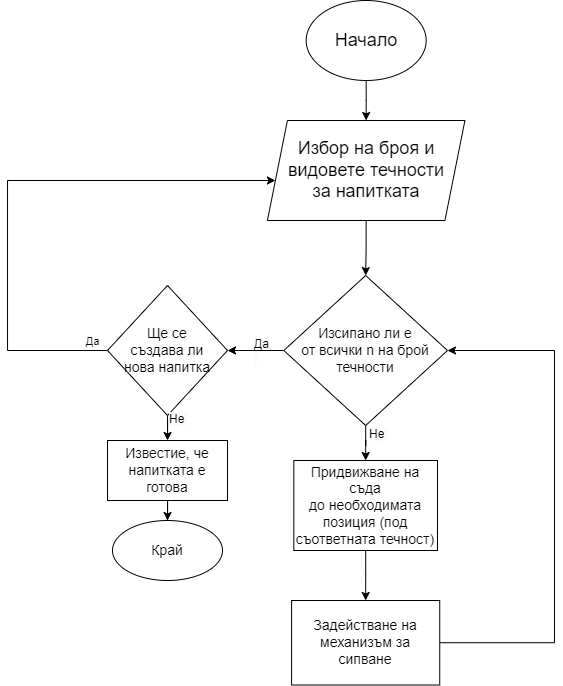 Начало
Избор на броя и
видовете течности
за напитката
Ще се
създава ли
нова напитка
Да
Да
Изсипано ли е
от всички n на брой
течности
Не
Не
Известие, че
напитката е
готова
Придвижване на
съда
до необходимата
позиция (под
съответната течност)
Край
Задействане на
механизъм за
сипване